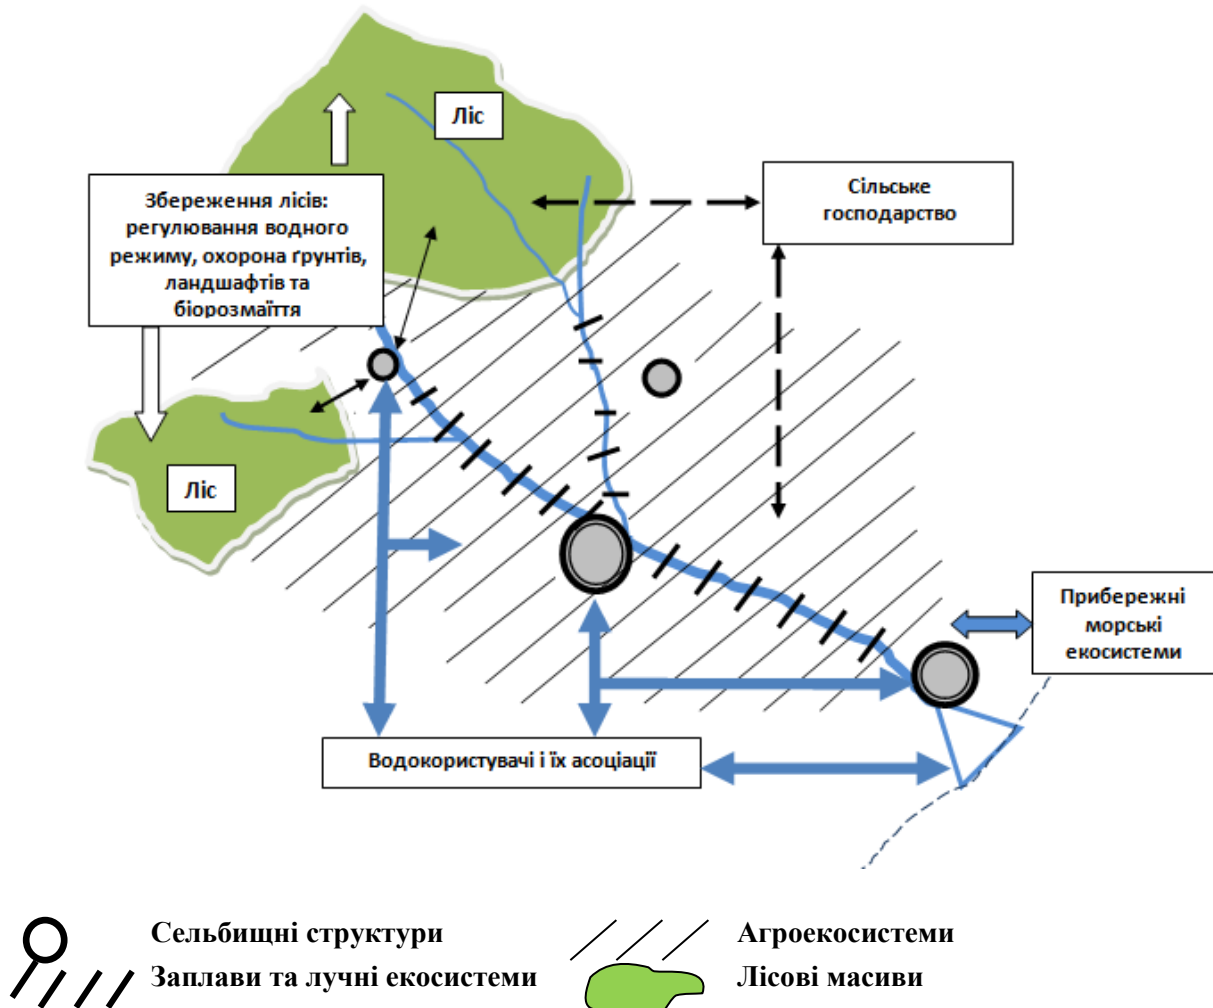 Ліс
Збереження лісів:
регулювання водного
режиму, охорона ґрунтів,
ландшафтів та
біорозмаїття
Сільське
господарство
Ліс
Прибережні
морські
екосистеми
Водокористувачі і їх асоціації
Сельбищні структури
Агроекосистеми
Заплави та лучні екосистеми
Лісові масиви